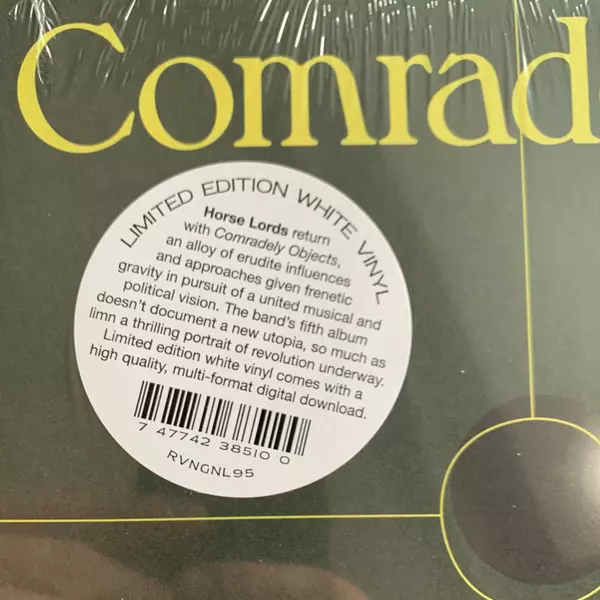 Comrad
LIMITED EDITION WHITE VINYL
Horse Lords return
with Comradely Objects,
an alloy of erudite influences
and approaches given frenetic
gravity in pursuit of a united musical and
political vision. The band's fifth album
doesn't document a new utopia, so much as
limn a thrilling portrait of revolution underway.
Limited edition white vinyl comes with a
high quality, multi-format digital download.
7 47742 38510 0
RVNGNL95